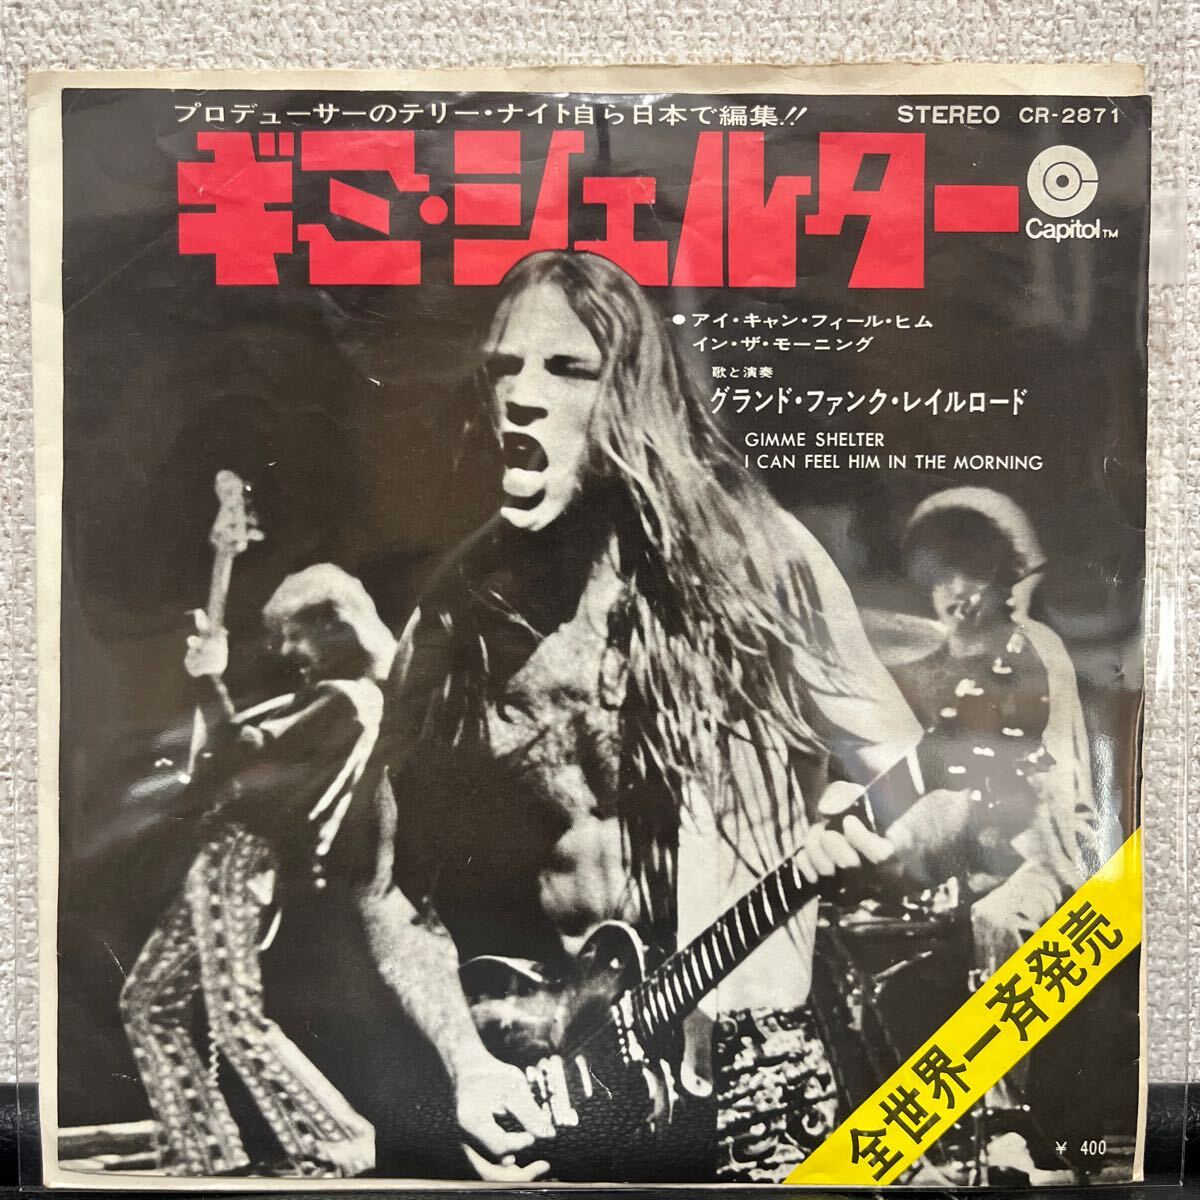 プロデューサーのテリー・ナイト自ら日本で編集!!
STEREO CR-2871
ギミー・シェルター
Capitol™
●アイ・キャン・フィール・ヒム
イン・ザ・モーニング
歌と演奏
グランド・ファンク・レイルロード
GIMME SHELTER
I CAN FEEL HIM IN THE MORNING
全世界一斉発売
¥ 400